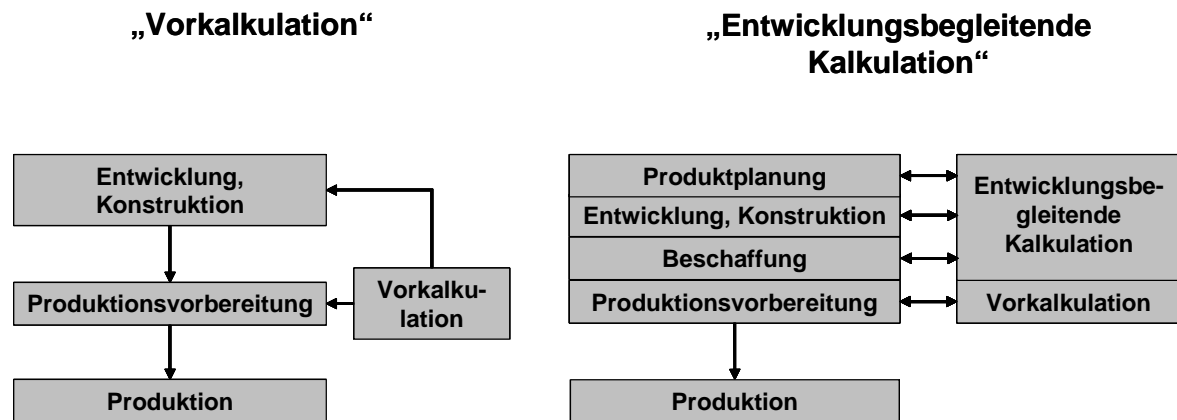 „Vorkalkulation“
Entwicklung,
Konstruktion
Produktionsvorbereitung
Vorkalku-
lation
Produktion
„Entwicklungsbegleitende
Kalkulation“
Produktplanung
Entwicklung, Konstruktion
Beschaffung
Produktionsvorbereitung
Entwicklungsbe-
gleitende
Kalkulation
Vorkalkulation
Produktion